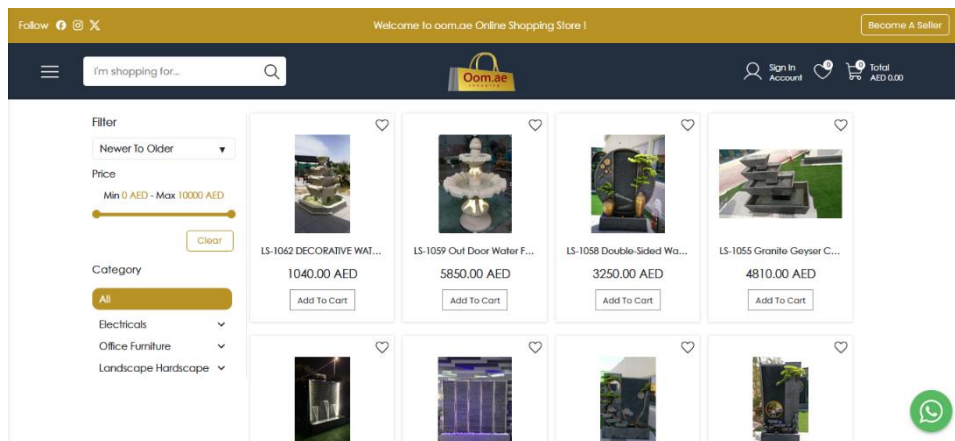 Follow
Welcome to oom.ae Online Shopping Store !
Become A Seller
I'm shopping for...
Oom.ae
shopping
Sign In
Account
0
0
Total
AED 0.00
Filter
Newer To Older
Price
Min 0 AED - Max 10000 AED
Clear
Category
All
Electricals
Office Furniture
Landscape Hardscape
LS-1062 DECORATIVE WAT...
1040.00 AED
Add To Cart
LS-1059 Out Door Water F...
5850.00 AED
Add To Cart
LS-1058 Double-Sided Wa...
3250.00 AED
Add To Cart
LS-1055 Granite Geyser C...
4810.00 AED
Add To Cart